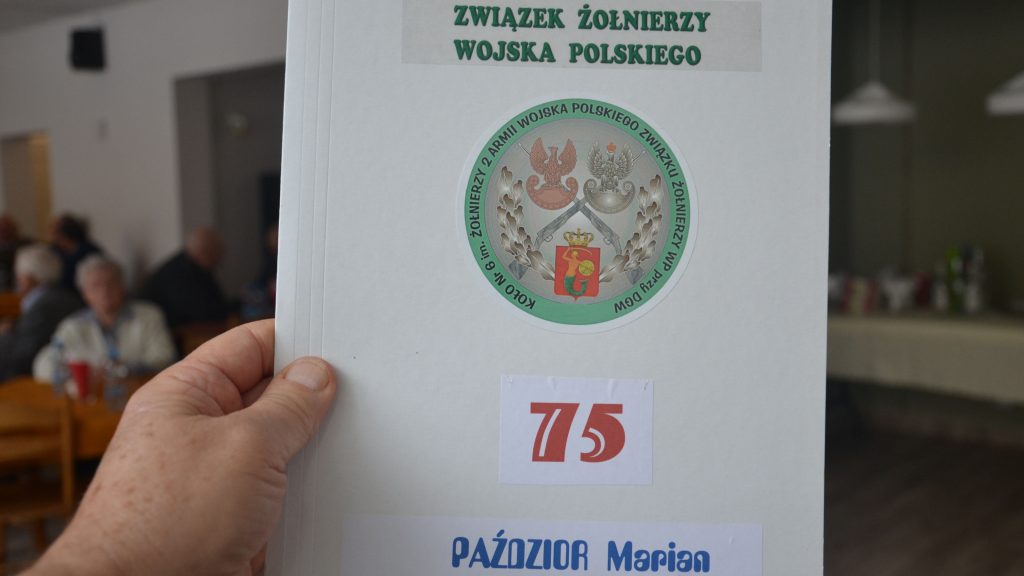 ZWIĄZEK ŻOŁNIERZY
WOJSKA POLSKIEGO
KOŁO Nr 6 im. ŻOŁNIERZY 2 ARMII WOJSKA POLSKIEGO ZWIĄZKU ŻOŁNIERZY WP przy DGW
75
PAŹDZIOR Marian